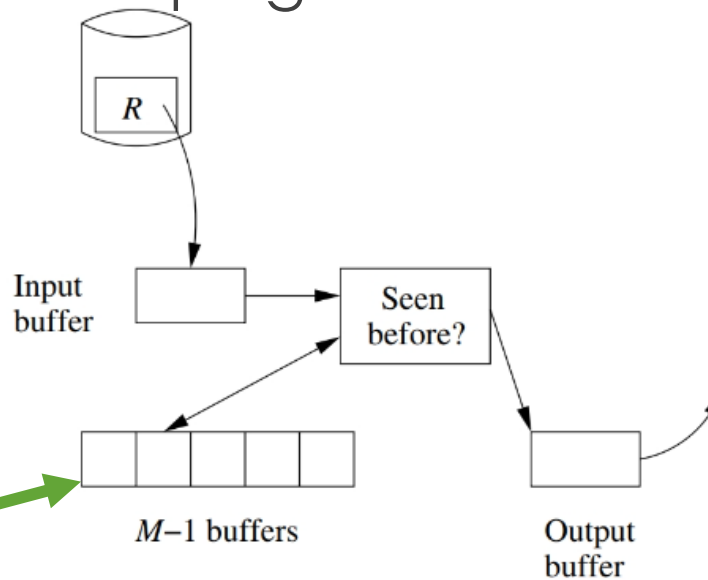 R
Input
buffer
Seen
before?
M−1 buffers
Output
buffer